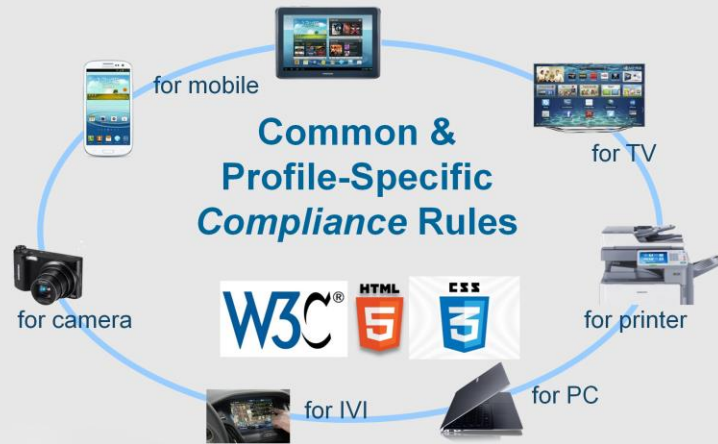 for mobile
for TV
Common &
Profile-Specific
Compliance Rules
for camera
W3C®
HTML
5
CSS
3
for printer
for IVI
for PC